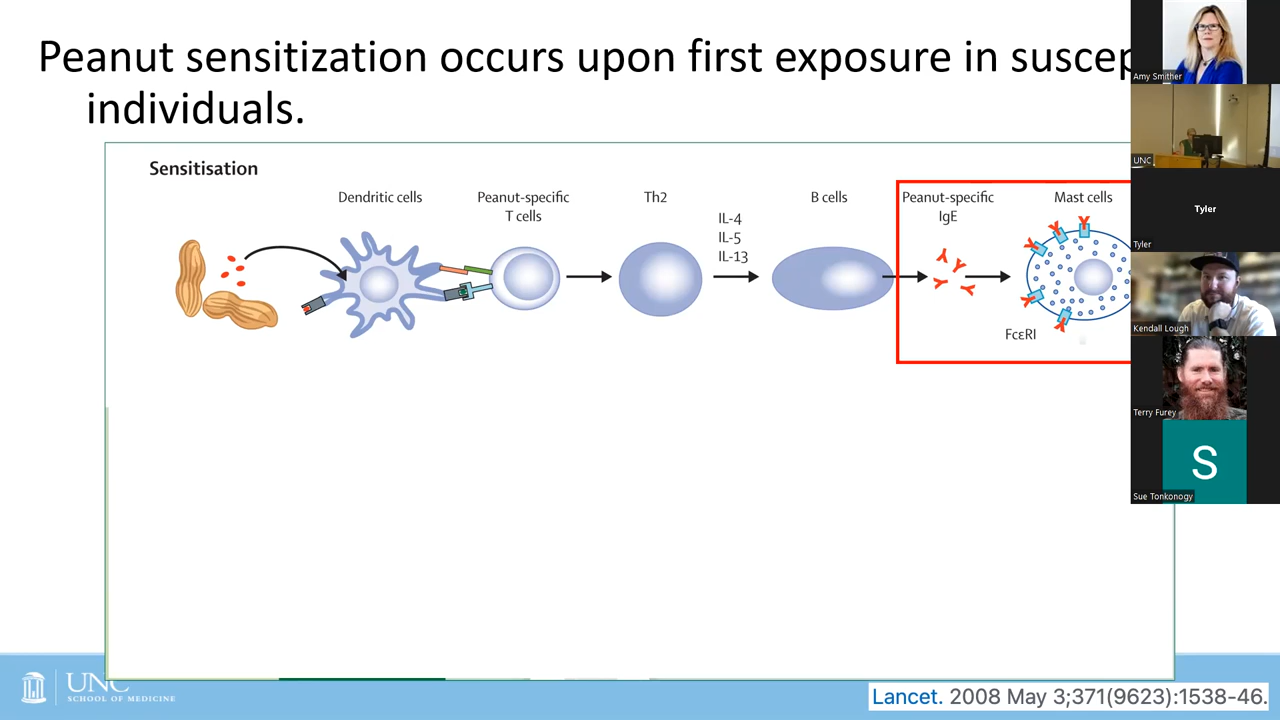 Peanut sensitization occurs upon first exposure in suscep
individuals.
Sensitisation
Dendritic cells
Peanut-specific
T cells
Th2
IL-4
IL-5
IL-13
B cells
Peanut-specific
IgE
Mast cells
FcεRI
Amy Smither
UNC
Tyler
Tyler
Kendall Lough
Terry Furey
S
Sue Tonkonogy
UNC
SCHOOL OF MEDICINE
Lancet. 2008 May 3;371(9623):1538-46.